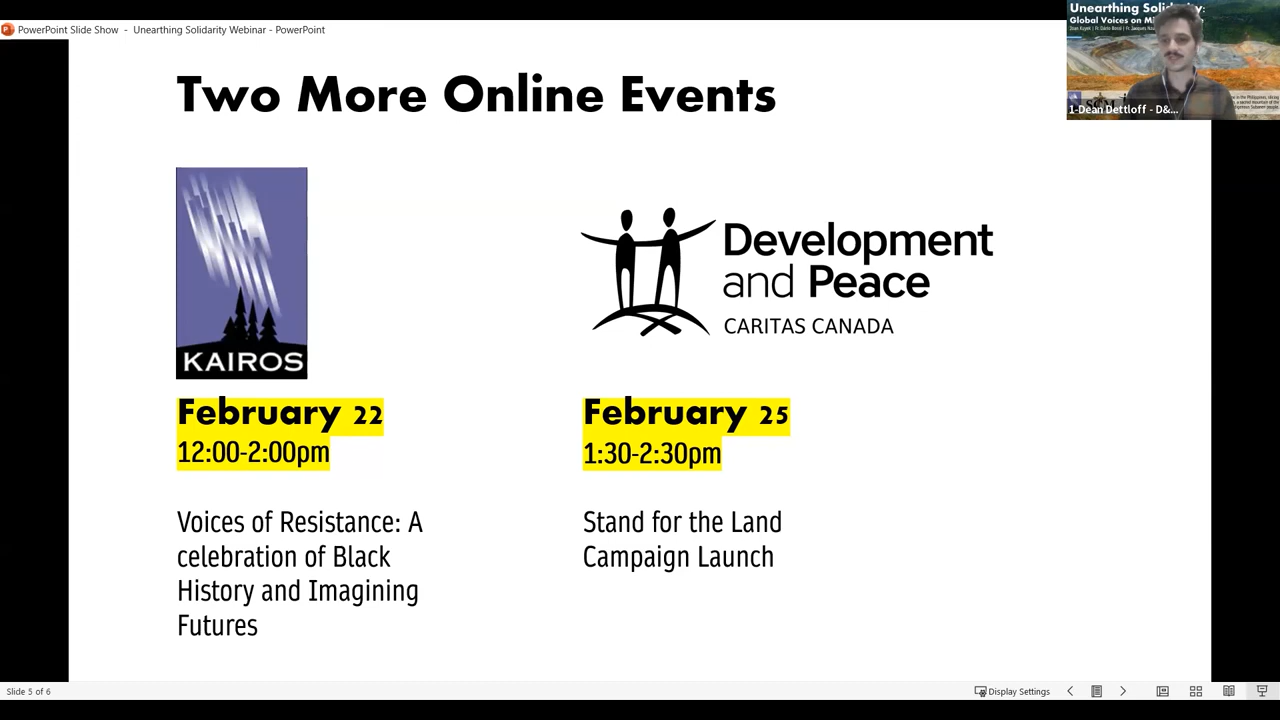 PowerPoint Slide Show - Unearthing Solidarity Webinar - PowerPoint
Unearthing Solidarity:
Global Voices on
1-Dean Dettloff - D&...
Two More Online Events
KAIROS
Development
and Peace
CARITAS CANADA
February 22
12:00-2:00pm
Voices of Resistance: A
celebration of Black
History and Imagining
Futures
February 25
1:30-2:30pm
Stand for the Land
Campaign Launch
Slide 5 of 6
Display Settings